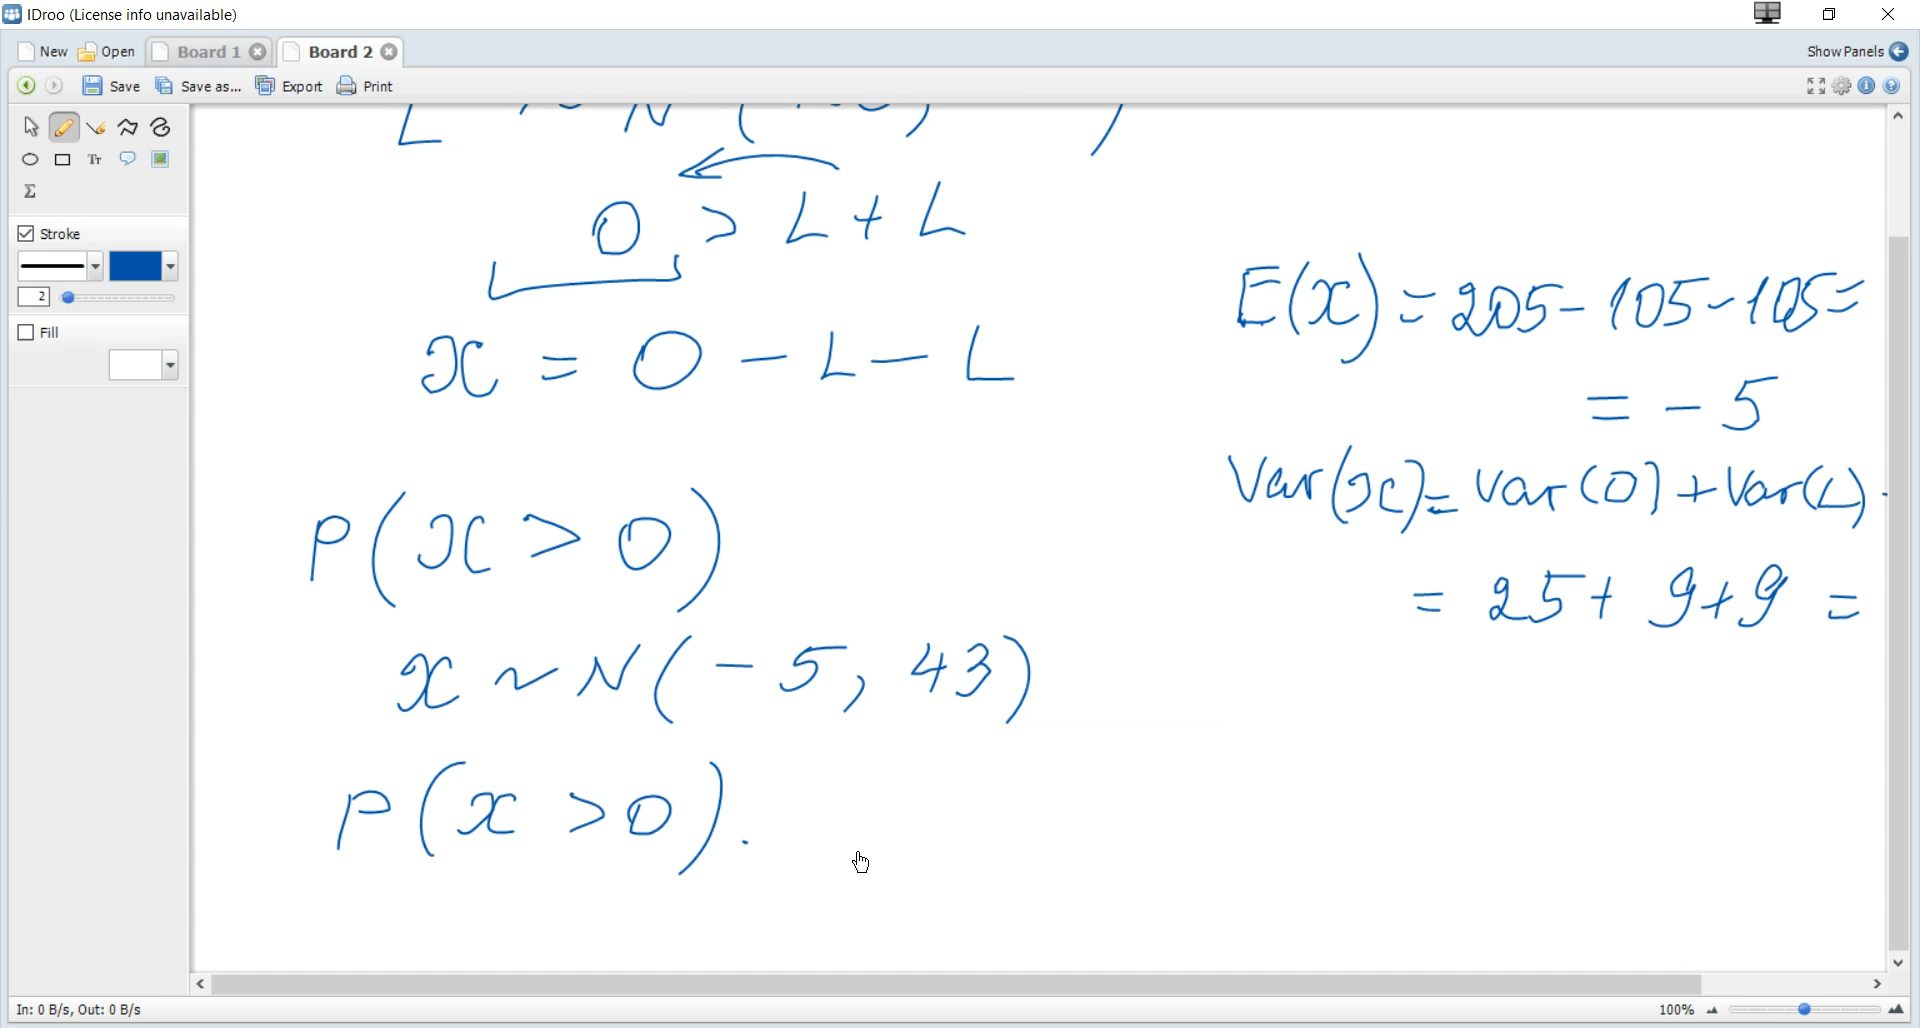 IDroo (License info unavailable)
New Open Board 1 Board 2 Show Panels
Save Save as... Export Print
Stroke
2
Fill
O > L + L
x = O - L - L
P(x > 0)
x ~ N(-5, 43)
P(x > 0).
E(x) = 205 - 105 - 105 =
= - 5
Var(x) = Var(O) + Var(L)
= 25 + 9 + 9 =
In: 0 B/s, Out: 0 B/s 100%